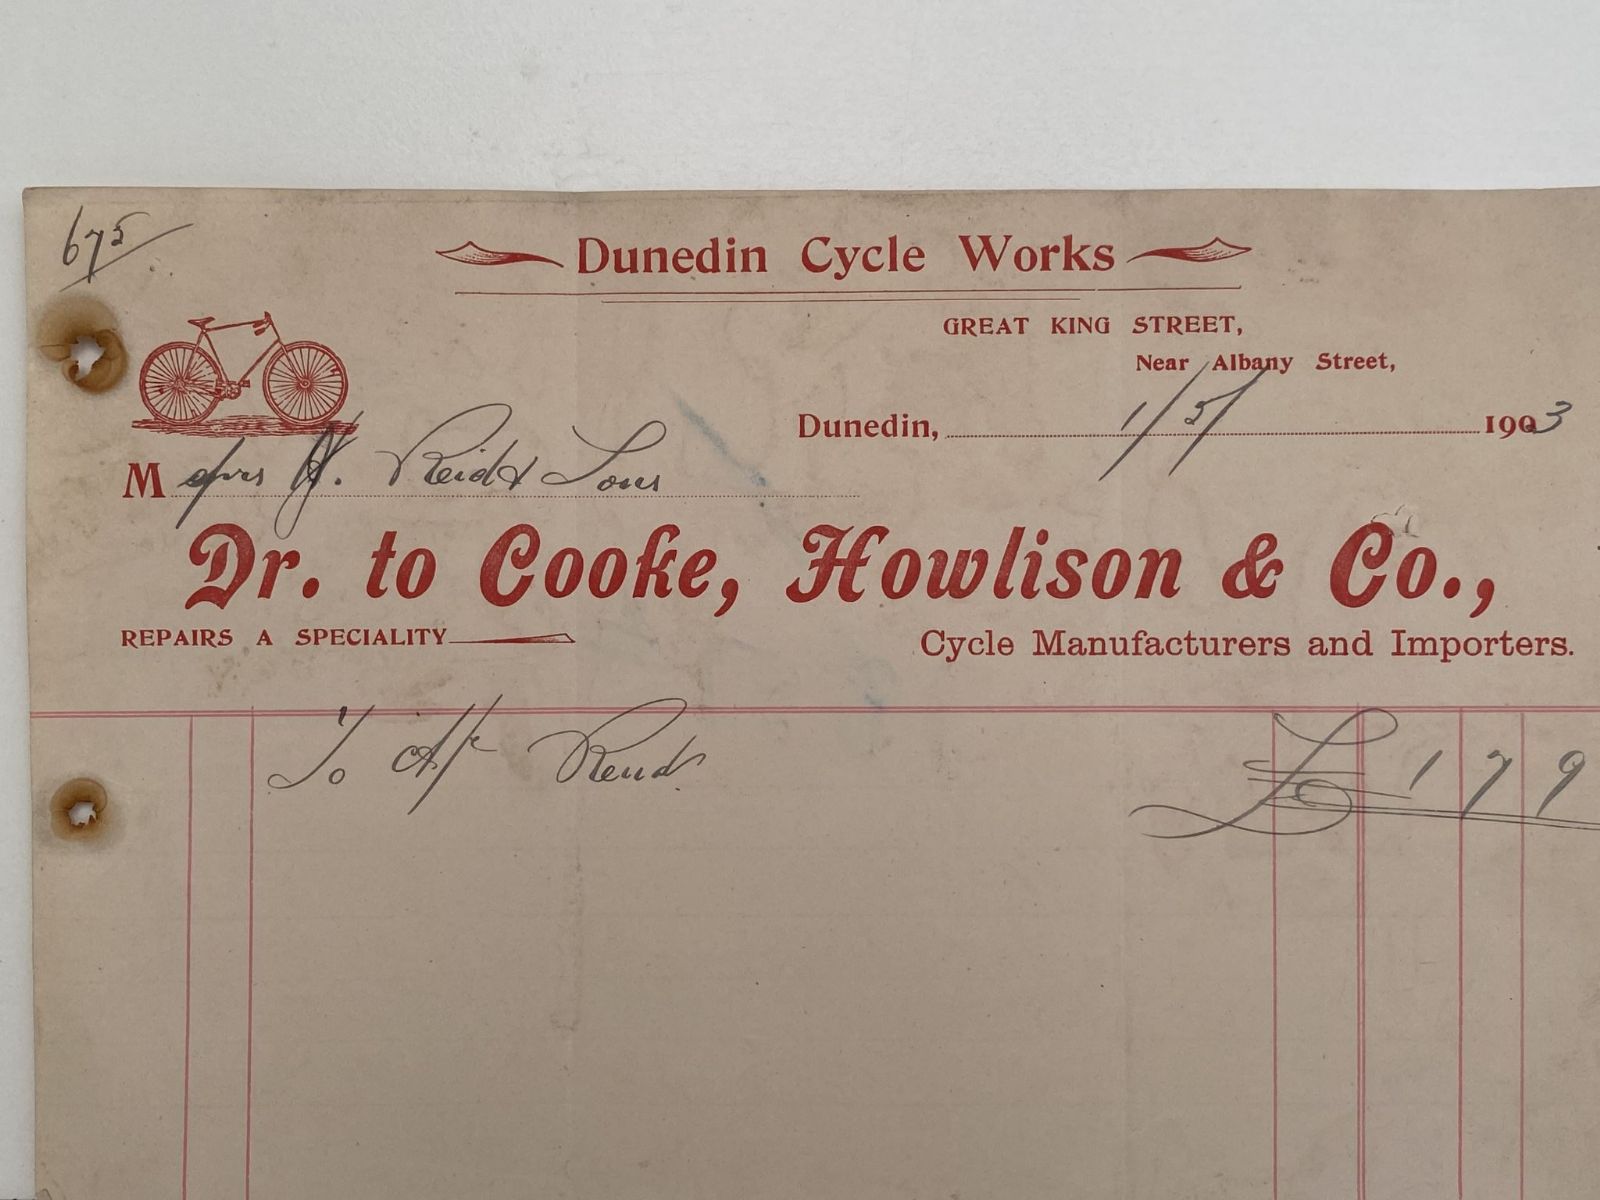 675
Dunedin Cycle Works
GREAT KING STREET,
Near Albany Street,
Dunedin, 1/5/ 1903
Messrs Reid & Sons
Dr. to Cooke, Howlison & Co.,
REPAIRS A SPECIALITY
Cycle Manufacturers and Importers.
To A/c Rend
£ 1 7 9